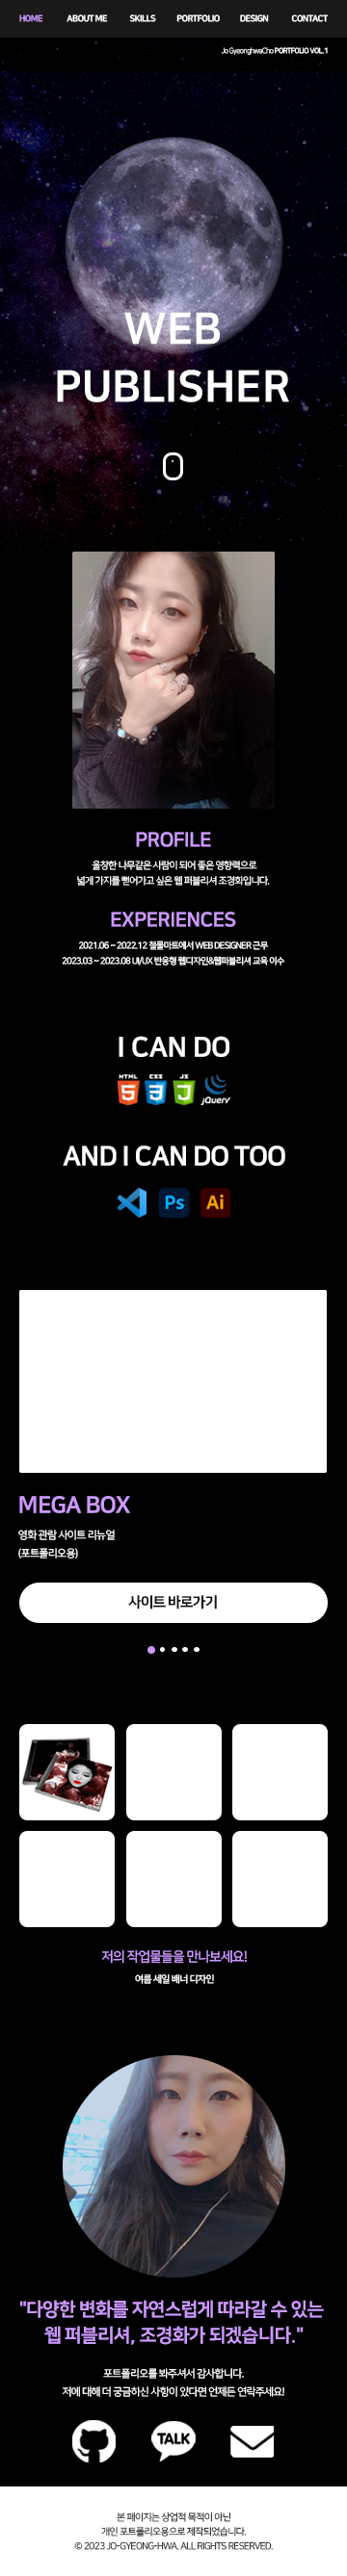 HOME ABOUT ME SKILLS PORTFOLIO DESIGN CONTACT
Jo GyeonghwaCho PORTFOLIO VOL.1
WEB
PUBLISHER
PROFILE
올창한 나무같은 사람이 되어 좋은 영향력으로
넓게 가지를 뻗어가고 싶은 웹 퍼블리셔 조경화입니다.
EXPERIENCES
2021.06 ~ 2022.12 철물마트에서 WEB DESIGNER 근무
2023.03 ~ 2023.08 UI/UX 반응형 웹디자인&웹퍼블리셔 교육 이수
I CAN DO
HTML CSS JS jQuery
AND I CAN DO TOO
Ps Ai
MEGA BOX
영화 관람 사이트 리뉴얼
(포트폴리오용)
사이트 바로가기
저의 작업물들을 만나보세요!
여름 세일 배너 디자인
"다양한 변화를 자연스럽게 따라갈 수 있는
웹 퍼블리셔, 조경화가 되겠습니다."
포트폴리오를 봐주셔서 감사합니다.
저에 대해 더 궁금하신 사항이 있다면 언제든 연락주세요!
TALK
본 페이지는 상업적 목적이 아닌
개인 포트폴리오용으로 제작되었습니다.
© 2023 JO-GYEONG-HWA. ALL RIGHTS RESERVED.